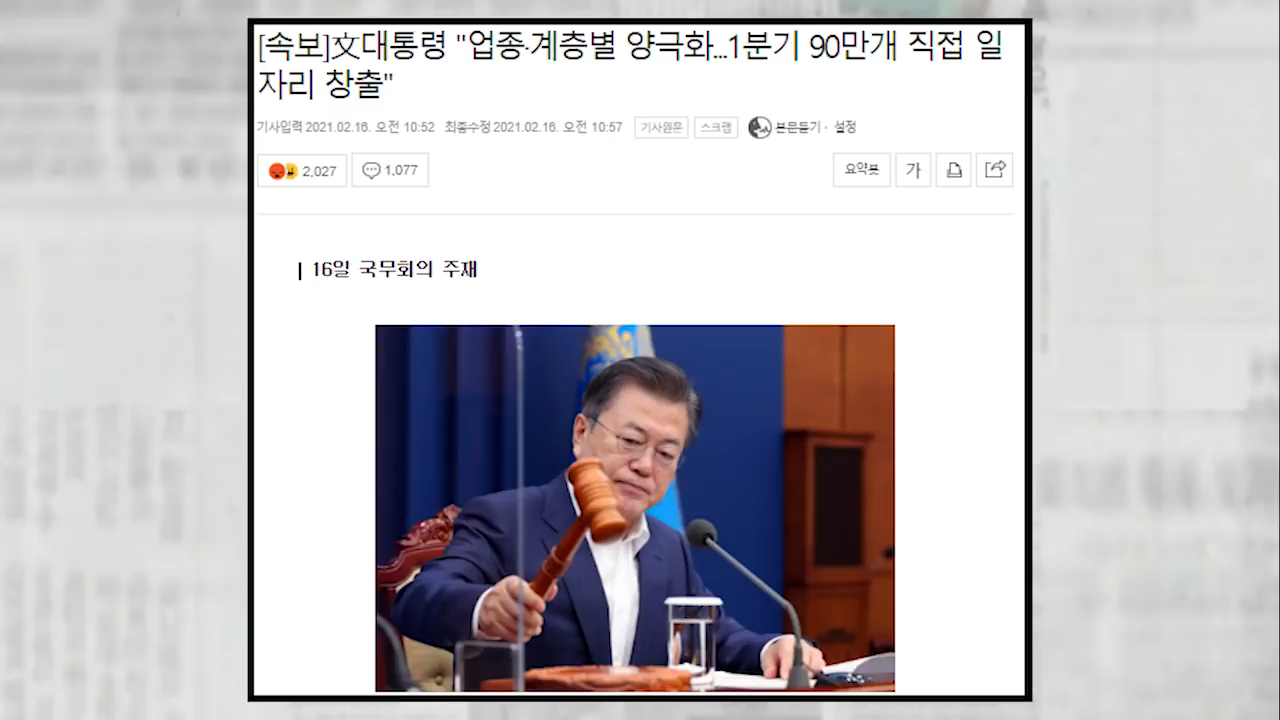 [속보]文대통령 "업종·계층별 양극화…1분기 90만개 직접 일
자리 창출"
기사입력 2021.02.16. 오전 10:52 최종수정 2021.02.16. 오전 10:57 기사원문 스크랩 본문듣기 · 설정
2,027 1,077 요약봇 가
| 16일 국무회의 주재